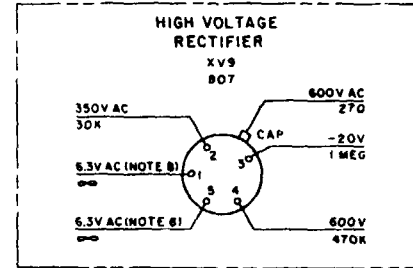 HIGH VOLTAGE
RECTIFIER
XV9
807
600V AC
270
350V AC
30K
CAP
-20V
1 MEG
2
3
6.3V AC (NOTE 8)
1
∞
5 4
6.3V AC (NOTE 6)
∞
600V
470K